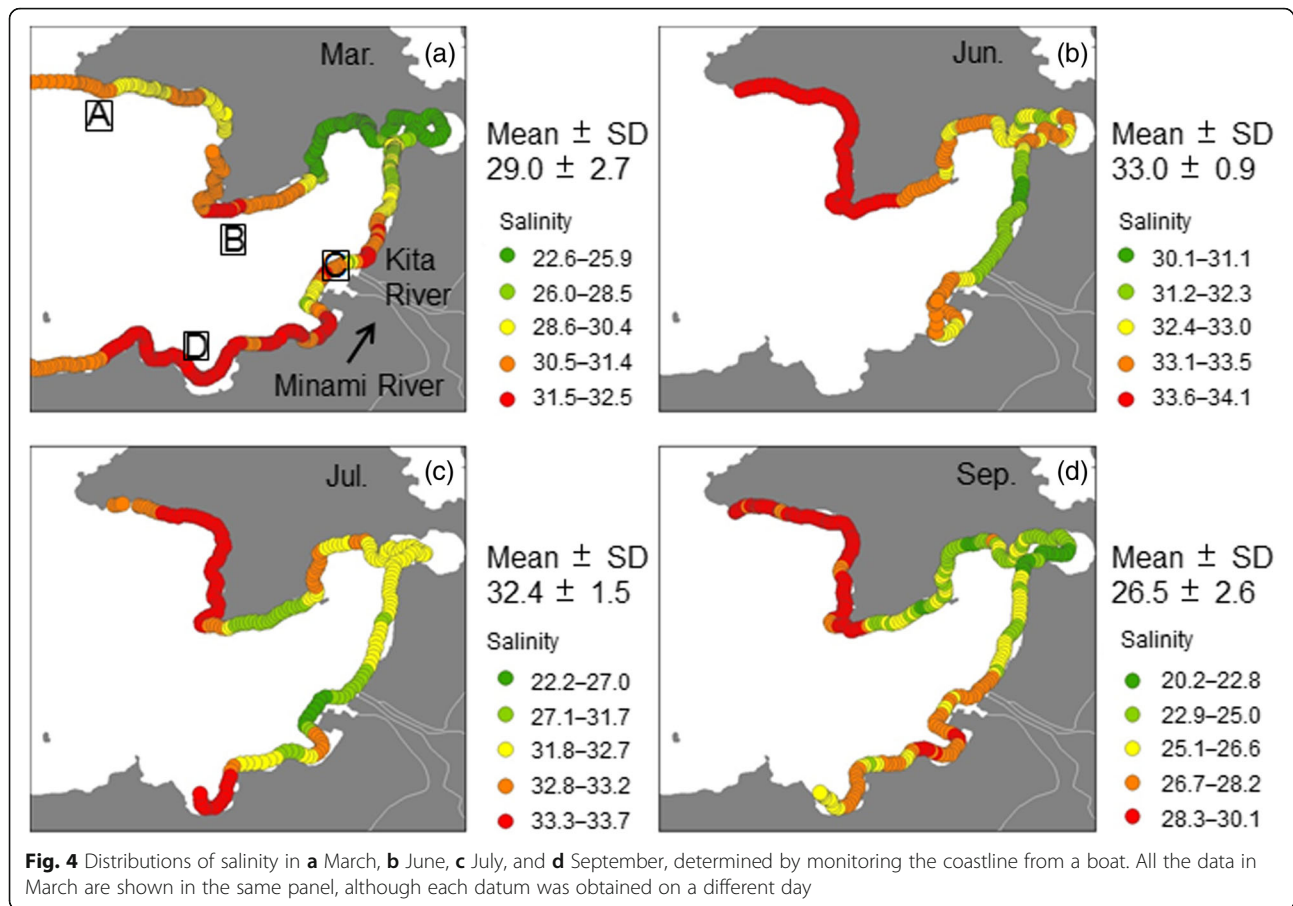 Mar.
(a)
A
B
C
D
Kita
River
Minami River
Mean ± SD
29.0 ± 2.7
Salinity
22.6–25.9
26.0–28.5
28.6–30.4
30.5–31.4
31.5–32.5
Jun.
(b)
Mean ± SD
33.0 ± 0.9
Salinity
30.1–31.1
31.2–32.3
32.4–33.0
33.1–33.5
33.6–34.1
Jul.
(c)
Mean ± SD
32.4 ± 1.5
Salinity
22.2–27.0
27.1–31.7
31.8–32.7
32.8–33.2
33.3–33.7
Sep.
(d)
Mean ± SD
26.5 ± 2.6
Salinity
20.2–22.8
22.9–25.0
25.1–26.6
26.7–28.2
28.3–30.1
Fig. 4 Distributions of salinity in a March, b June, c July, and d September, determined by monitoring the coastline from a boat. All the data in
March are shown in the same panel, although each datum was obtained on a different day